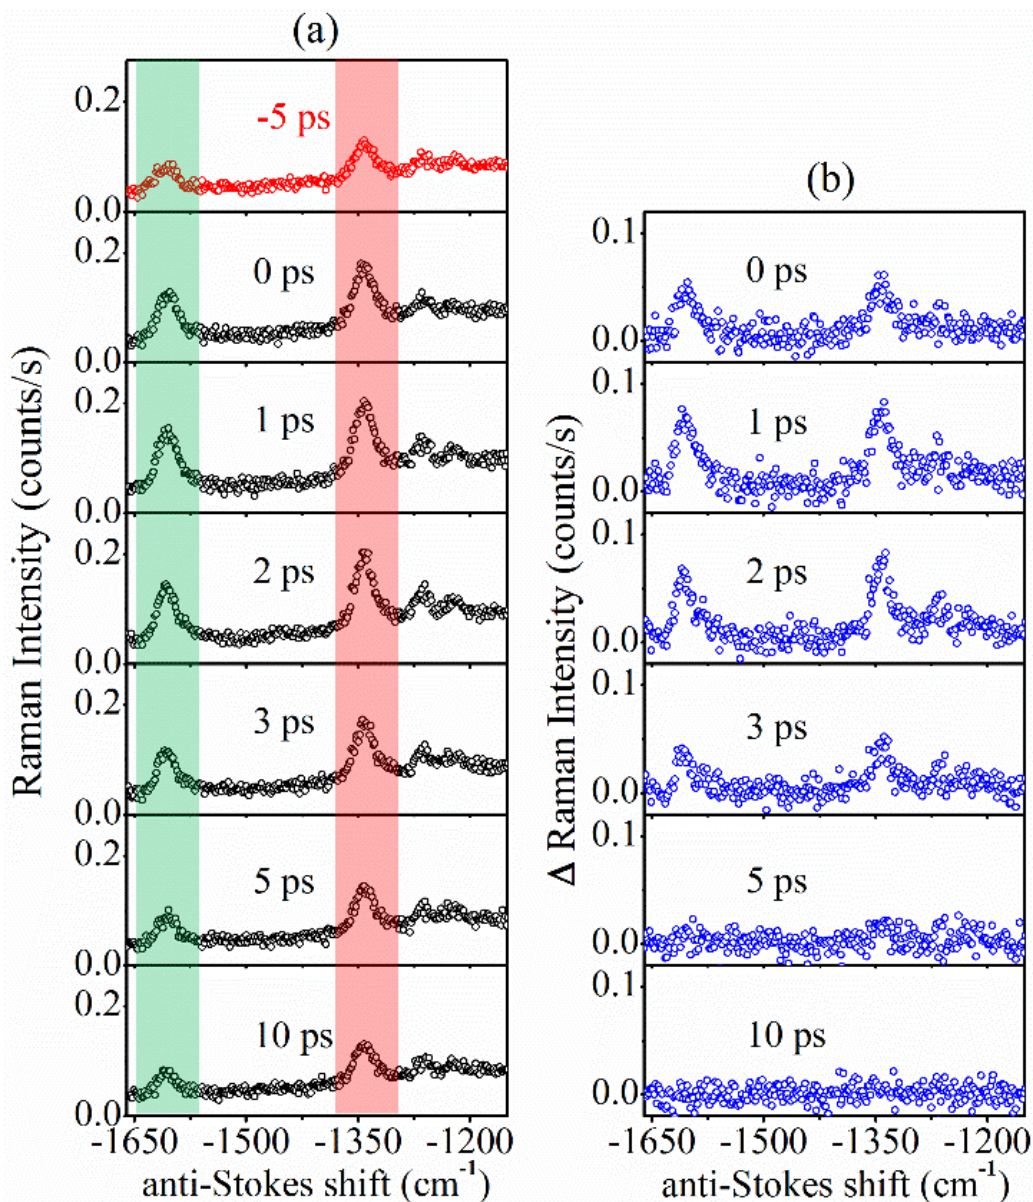 (a)
-5 ps
0.2
0.0
0 ps
0.2
0.0
1 ps
0.2
0.0
2 ps
0.2
0.0
3 ps
0.2
0.0
5 ps
0.2
0.0
10 ps
0.2
0.0
-1650 -1500 -1350 -1200
anti-Stokes shift (cm⁻¹)
Raman Intensity (counts/s)
(b)
0 ps
0.1
0.0
1 ps
0.1
0.0
2 ps
0.1
0.0
3 ps
0.1
0.0
5 ps
0.1
0.0
10 ps
0.1
0.0
-1650 -1500 -1350 -1200
anti-Stokes shift (cm⁻¹)
Δ Raman Intensity (counts/s)